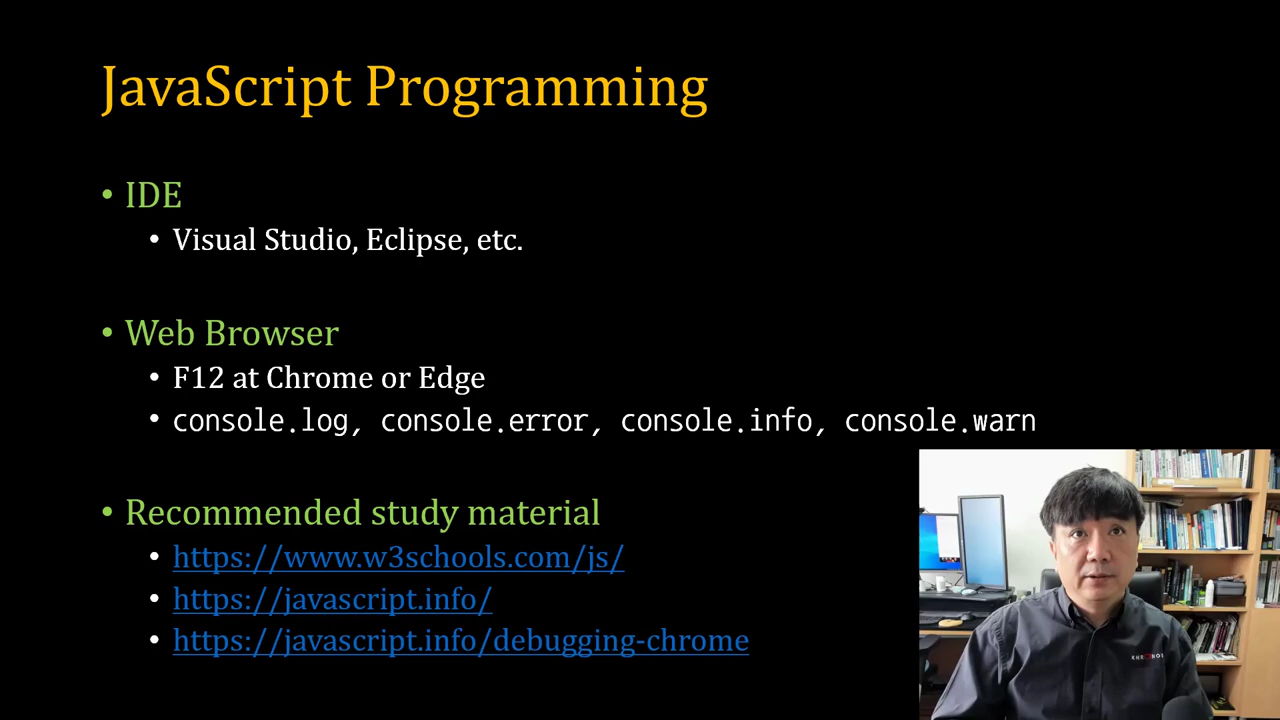 JavaScript Programming
• IDE
• Visual Studio, Eclipse, etc.
• Web Browser
• F12 at Chrome or Edge
• console.log, console.error, console.info, console.warn
• Recommended study material
• https://www.w3schools.com/js/
• https://javascript.info/
• https://javascript.info/debugging-chrome
KHRONOS